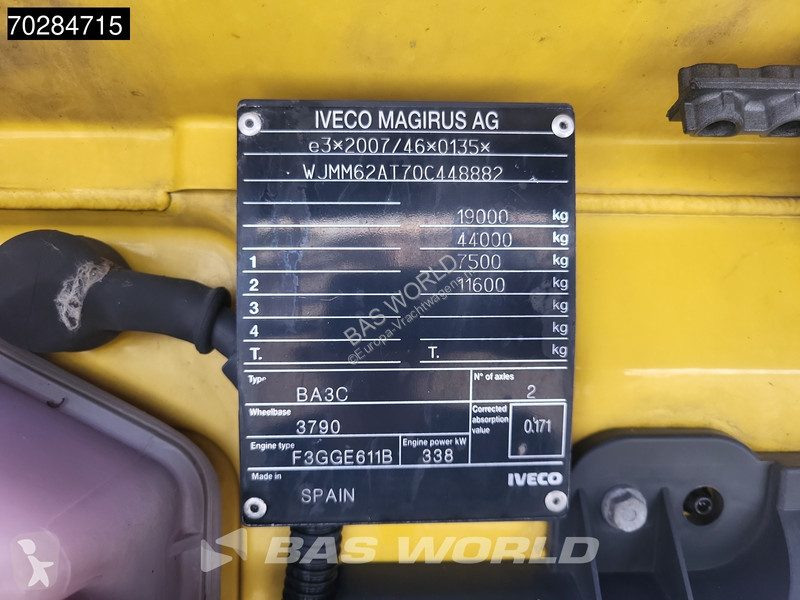 70284715
IVECO MAGIRUS AG
e3*2007/46*0135*
WJMM62AT70C448882
19000 kg
44000 kg
1 7500 kg
2 11600 kg
3 kg
4 kg
T. T. kg
Type BA3C N° of axles 2
Wheelbase 3790 Corrected absorption value 0.171
Engine type F3GGE611B Engine power kW 338
Made in SPAIN IVECO
BAS WORLD
©Europa-Vrachtwagens.nl
BAS WORLD